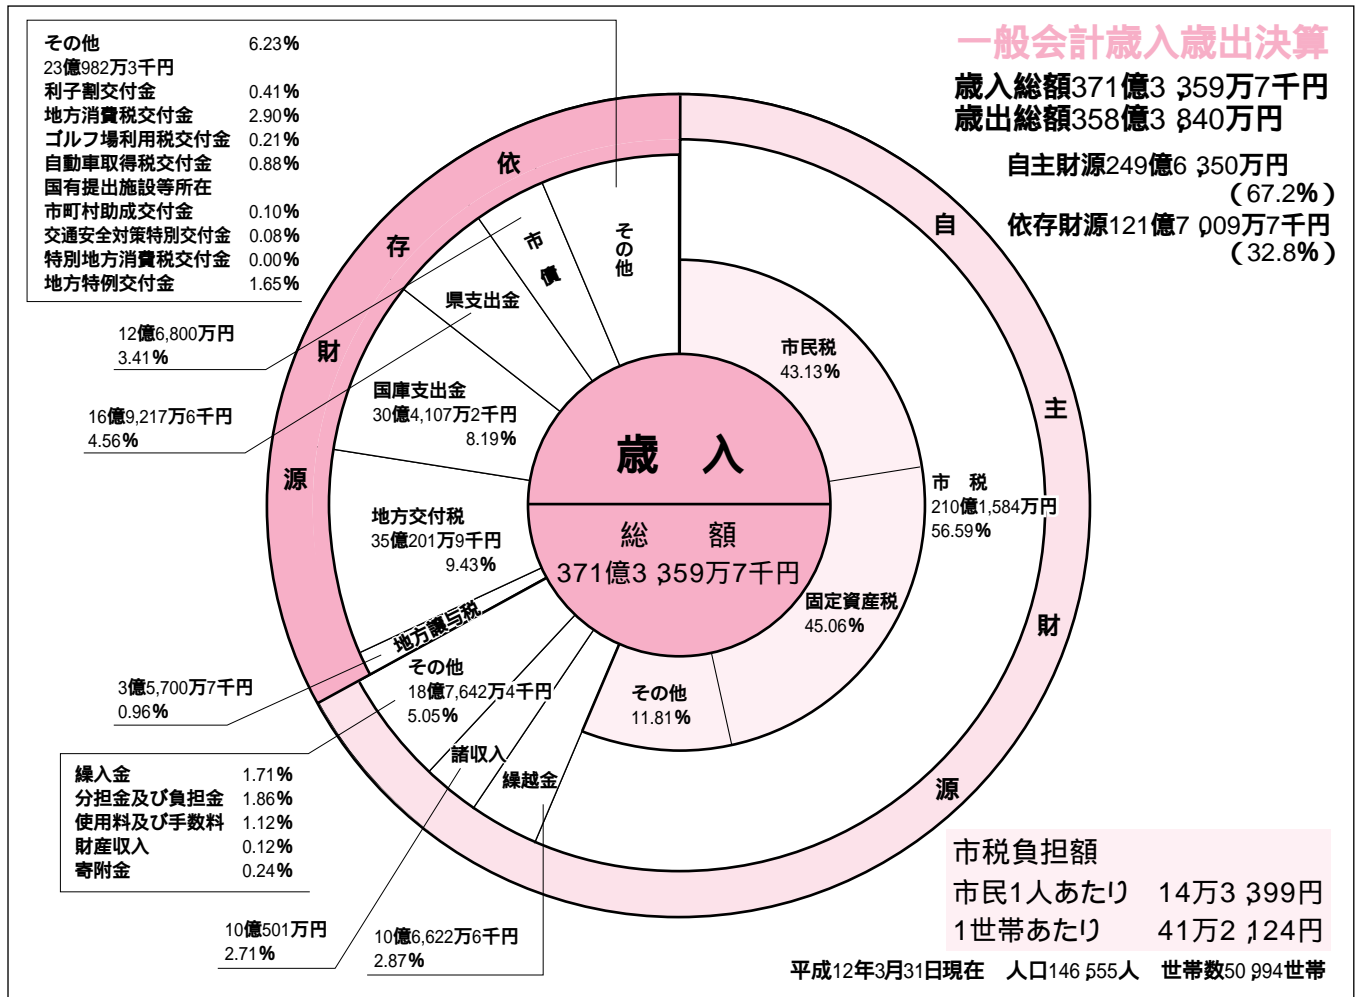 一般会計歳入歳出決算
歳入総額371億3,359万7千円
歳出総額358億3,840万円
自主財源249億6,350万円
(67.2%)
依存財源121億7,009万7千円
(32.8%)
その他 6.23%
23億982万3千円
利子割交付金 0.41%
地方消費税交付金 2.90%
ゴルフ場利用税交付金 0.21%
自動車取得税交付金 0.88%
国有提出施設等所在
市町村助成交付金 0.10%
交通安全対策特別交付金 0.08%
特別地方消費税交付金 0.00%
地方特例交付金 1.65%
12億6,800万円
3.41%
16億9,217万6千円
4.56%
依存財源
自主財源
その他
市債
県支出金
国庫支出金
30億4,107万2千円
8.19%
地方交付税
35億201万9千円
9.43%
地方譲与税
3億5,700万7千円
0.96%
歳 入
総 額
371億3,359万7千円
市民税
43.13%
市 税
210億1,584万円
56.59%
固定資産税
45.06%
その他
11.81%
その他
18億7,642万4千円
5.05%
諸収入
繰越金
繰入金 1.71%
分担金及び負担金 1.86%
使用料及び手数料 1.12%
財産収入 0.12%
寄附金 0.24%
10億501万円
2.71%
10億6,622万6千円
2.87%
市税負担額
市民1人あたり 14万3,399円
1世帯あたり 41万2,124円
平成12年3月31日現在 人口146,555人 世帯数50,994世帯